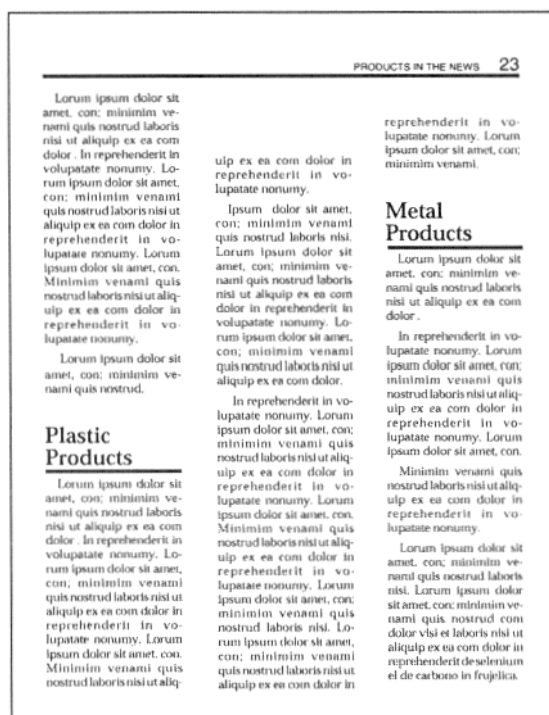 PRODUCTS IN THE NEWS 23
Lorum ipsum dolor sit
amet, con; minimim ve-
nami quis nostrud laboris
nisi ut aliquip ex ea com
dolor . In reprehenderit in
volupatate nonumy. Lo-
rum ipsum dolor sit amet,
con; minimim venami
quis nostrud laboris nisi ut
aliquip ex ea com dolor in
reprehenderit in vo-
lupatate nonumy. Lorum
ipsum dolor sit amet, con.
Minimim venami quis
nostrud laboris nisi ut aliq-
uip ex ea com dolor in
reprehenderit in vo-
lupatate nonumy.
Lorum ipsum dolor sit
amet, con; minimim ve-
nami quis nostrud.
Plastic
Products
Lorum ipsum dolor sit
amet, con; minimim ve-
nami quis nostrud laboris
nisi ut aliquip ex ea com
dolor . In reprehenderit in
volupatate nonumy. Lo-
rum ipsum dolor sit amet,
con; minimim venami
quis nostrud laboris nisi ut
aliquip ex ea com dolor in
reprehenderit in vo-
lupatate nonumy. Lorum
ipsum dolor sit amet, con.
Minimim venami quis
nostrud laboris nisi ut aliq-
uip ex ea com dolor in
reprehenderit in vo-
lupatate nonumy.
Ipsum dolor sit amet,
con; minimim venami
quis nostrud laboris nisi.
Lorum ipsum dolor sit
amet, con; minimim ve-
nami quis nostrud laboris
nisi ut aliquip ex ea com
dolor in reprehenderit in
volupatate nonumy. Lo-
rum ipsum dolor sit amet,
con; minimim venami
quis nostrud laboris nisi ut
aliquip ex ea com dolor.
In reprehenderit in vo-
lupatate nonumy. Lorum
ipsum dolor sit amet, con;
minimim venami quis
nostrud laboris nisi ut aliq-
uip ex ea com dolor in
reprehenderit in vo-
lupatate nonumy. Lorum
ipsum dolor sit amet, con.
Minimim venami quis
nostrud laboris nisi ut aliq-
uip ex ea com dolor in
reprehenderit in vo-
lupatate nonumy. Lorum
ipsum dolor sit amet, con;
minimim venami quis
nostrud laboris nisi. Lo-
rum ipsum dolor sit amet,
con; minimim venami
quis nostrud laboris nisi ut
aliquip ex ea com dolor in
reprehenderit in vo-
lupatate nonumy. Lorum
ipsum dolor sit amet, con;
minimim venami.
Metal
Products
Lorum ipsum dolor sit
amet, con; minimim ve-
nami quis nostrud laboris
nisi ut aliquip ex ea com
dolor .
In reprehenderit in vo-
lupatate nonumy. Lorum
ipsum dolor sit amet, con;
minimim venami quis
nostrud laboris nisi ut aliq-
uip ex ea com dolor in
reprehenderit in vo-
lupatate nonumy. Lorum
ipsum dolor sit amet, con.
Minimim venami quis
nostrud laboris nisi ut aliq-
uip ex ea com dolor in
reprehenderit in vo-
lupatate nonumy.
Lorum ipsum dolor sit
amet, con; minimim ve-
nami quis nostrud laboris
nisi. Lorum ipsum dolor
sit amet, con; minimim ve-
nami quis nostrud com
dolor visi et laboris nisi ut
aliquip ex ea com dolor in
reprehenderit de selenium
el de carbono in frujelica.